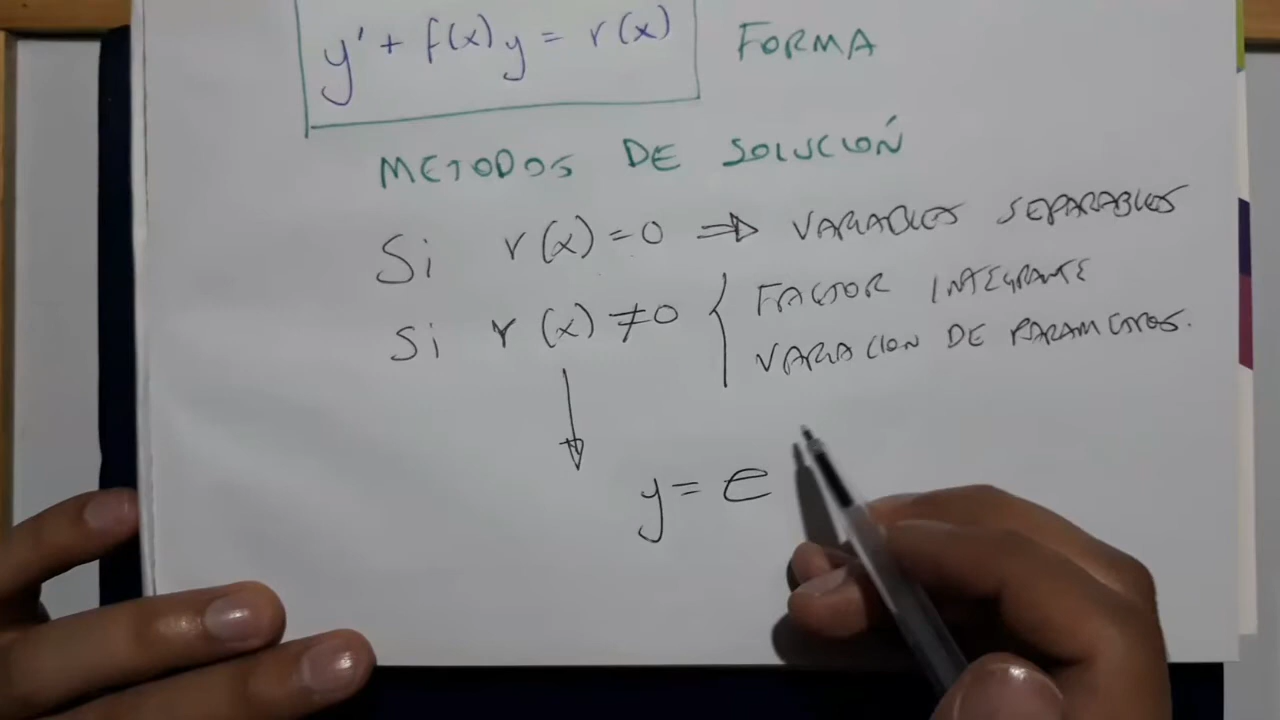 y' + f(x) y = r(x) FORMA
METODOS DE SOLUCIÓN
Si r(x) = 0 ⇒ VARIABLES SEPARABLES
Si r(x) ≠ 0 { FACTOR INTEGRANTE
VARIACION DE PARAMETROS.
y = e